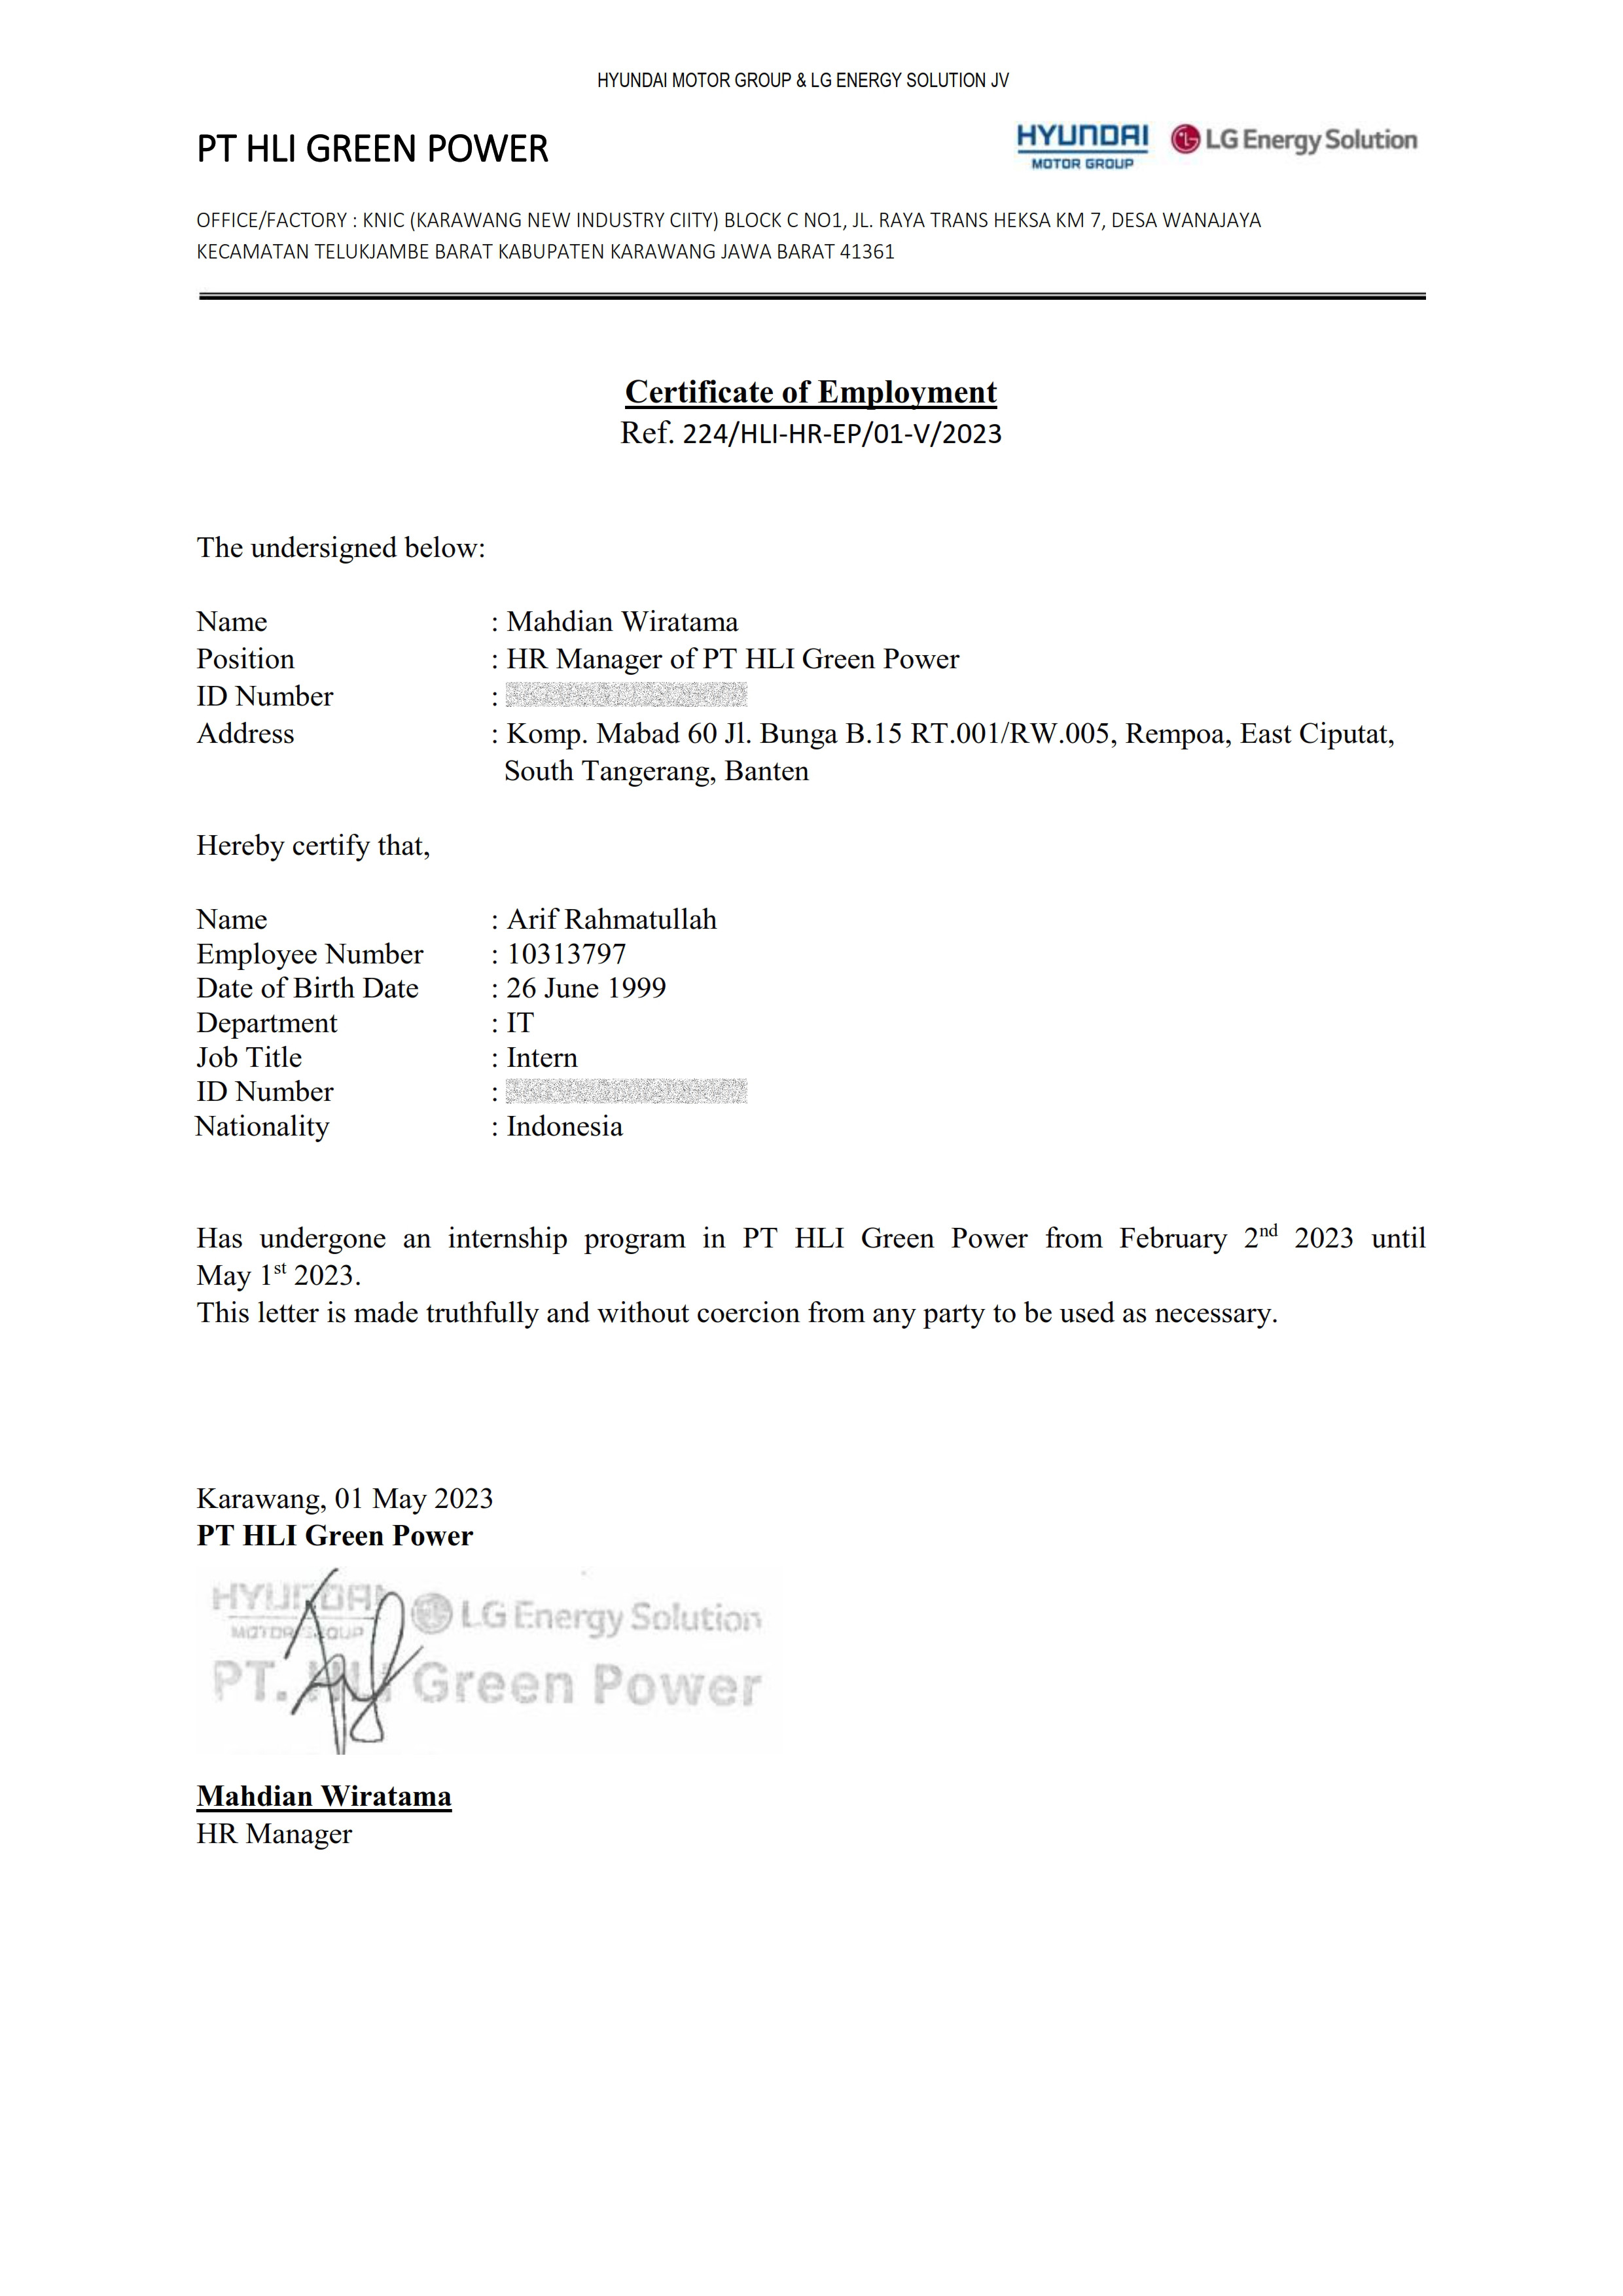 HYUNDAI MOTOR GROUP & LG ENERGY SOLUTION JV
PT HLI GREEN POWER
HYUNDAI
MOTOR GROUP
LG Energy Solution
OFFICE/FACTORY : KNIC (KARAWANG NEW INDUSTRY CIITY) BLOCK C NO1, JL. RAYA TRANS HEKSA KM 7, DESA WANAJAYA
KECAMATAN TELUKJAMBE BARAT KABUPATEN KARAWANG JAWA BARAT 41361
Certificate of Employment
Ref. 224/HLI-HR-EP/01-V/2023
The undersigned below:
Name : Mahdian Wiratama
Position : HR Manager of PT HLI Green Power
ID Number :
Address : Komp. Mabad 60 Jl. Bunga B.15 RT.001/RW.005, Rempoa, East Ciputat,
South Tangerang, Banten
Hereby certify that,
Name : Arif Rahmatullah
Employee Number : 10313797
Date of Birth Date : 26 June 1999
Department : IT
Job Title : Intern
ID Number :
Nationality : Indonesia
Has undergone an internship program in PT HLI Green Power from February 2nd 2023 until
May 1st 2023.
This letter is made truthfully and without coercion from any party to be used as necessary.
Karawang, 01 May 2023
PT HLI Green Power
HYUNDAI
MOTOR GROUP
LG Energy Solution
PT. HLI Green Power
Mahdian Wiratama
HR Manager